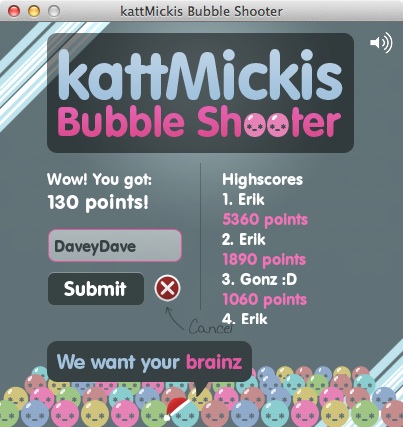 kattMickis Bubble Shooter
kattMickis
Bubble Shooter
Wow! You got:
130 points!
DaveyDave
Submit
Cancel
Highscores
1. Erik
5360 points
2. Erik
1890 points
3. Gonz :D
1060 points
4. Erik
We want your brainz